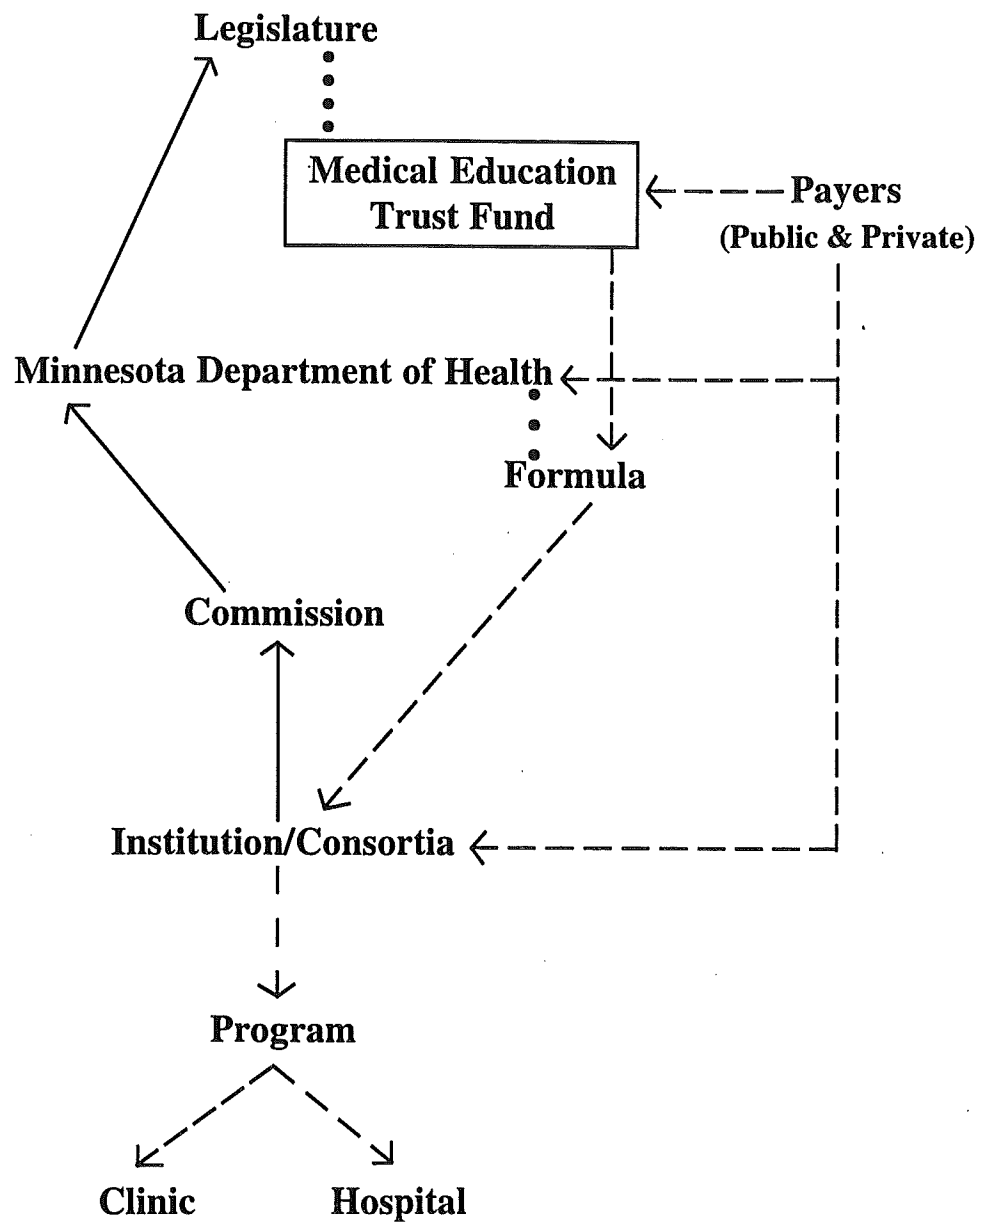 Legislature
Medical Education
Trust Fund
Payers
(Public & Private)
Minnesota Department of Health
Formula
Commission
Institution/Consortia
Program
Clinic
Hospital